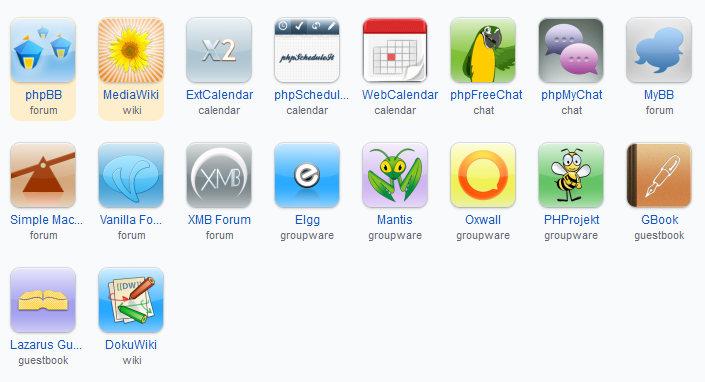 X2
phpScheduleIt
phpBB
MediaWiki
ExtCalendar
phpSchedul...
WebCalendar
phpFreeChat
phpMyChat
MyBB
forum
wiki
calendar
calendar
calendar
chat
chat
forum
XMB
e
Simple Mac...
Vanilla Fo...
XMB Forum
Elgg
Mantis
Oxwall
PHProjekt
GBook
forum
forum
forum
groupware
groupware
groupware
groupware
guestbook
[[DW]]
Lazarus Gu...
DokuWiki
guestbook
wiki